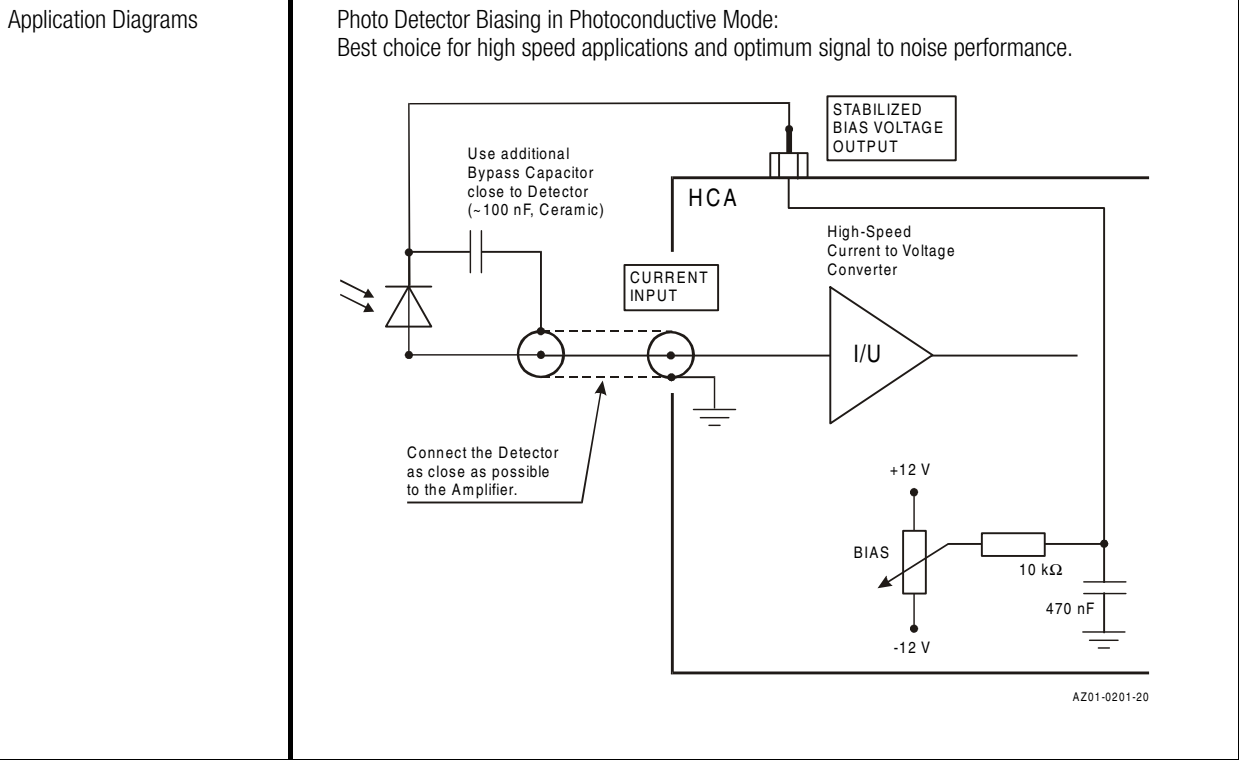 Application Diagrams
Photo Detector Biasing in Photoconductive Mode:
Best choice for high speed applications and optimum signal to noise performance.
STABILIZED
BIAS VOLTAGE
OUTPUT
Use additional
Bypass Capacitor
close to Detector
(~100 nF, Ceramic)
HCA
High-Speed
Current to Voltage
Converter
CURRENT
INPUT
I/U
Connect the Detector
as close as possible
to the Amplifier.
+12 V
BIAS
10 kΩ
470 nF
-12 V
AZ01-0201-20